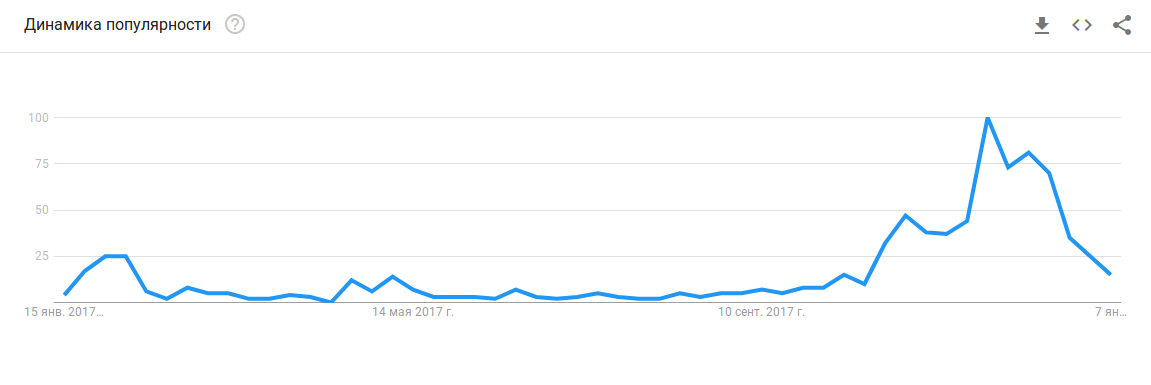 Динамика популярности ?
100
75
50
25
15 янв. 2017…
14 мая 2017 г.
10 сент. 2017 г.
7 ян…